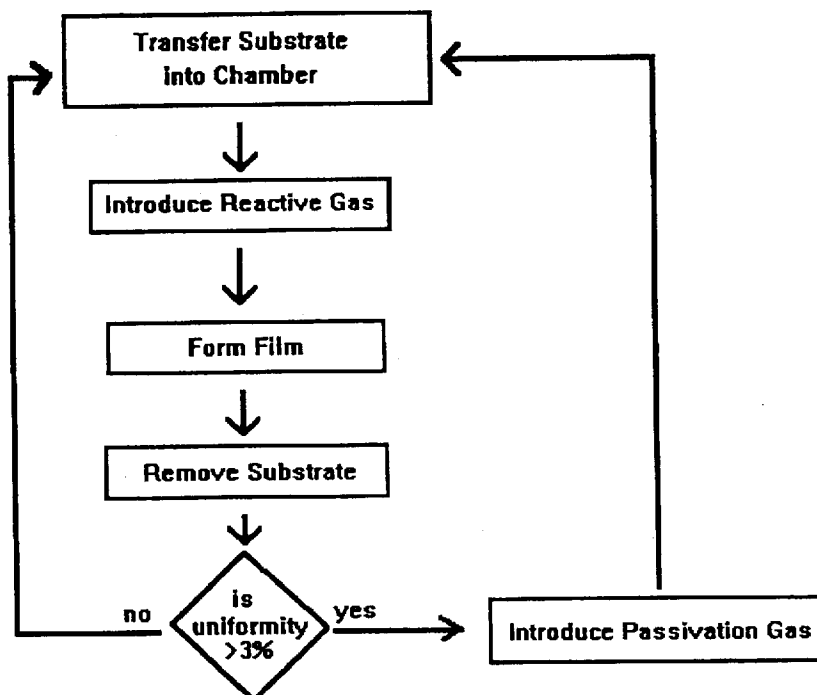 Transfer Substrate
into Chamber
Introduce Reactive Gas
Form Film
Remove Substrate
no
is
uniformity
>3%
yes
Introduce Passivation Gas